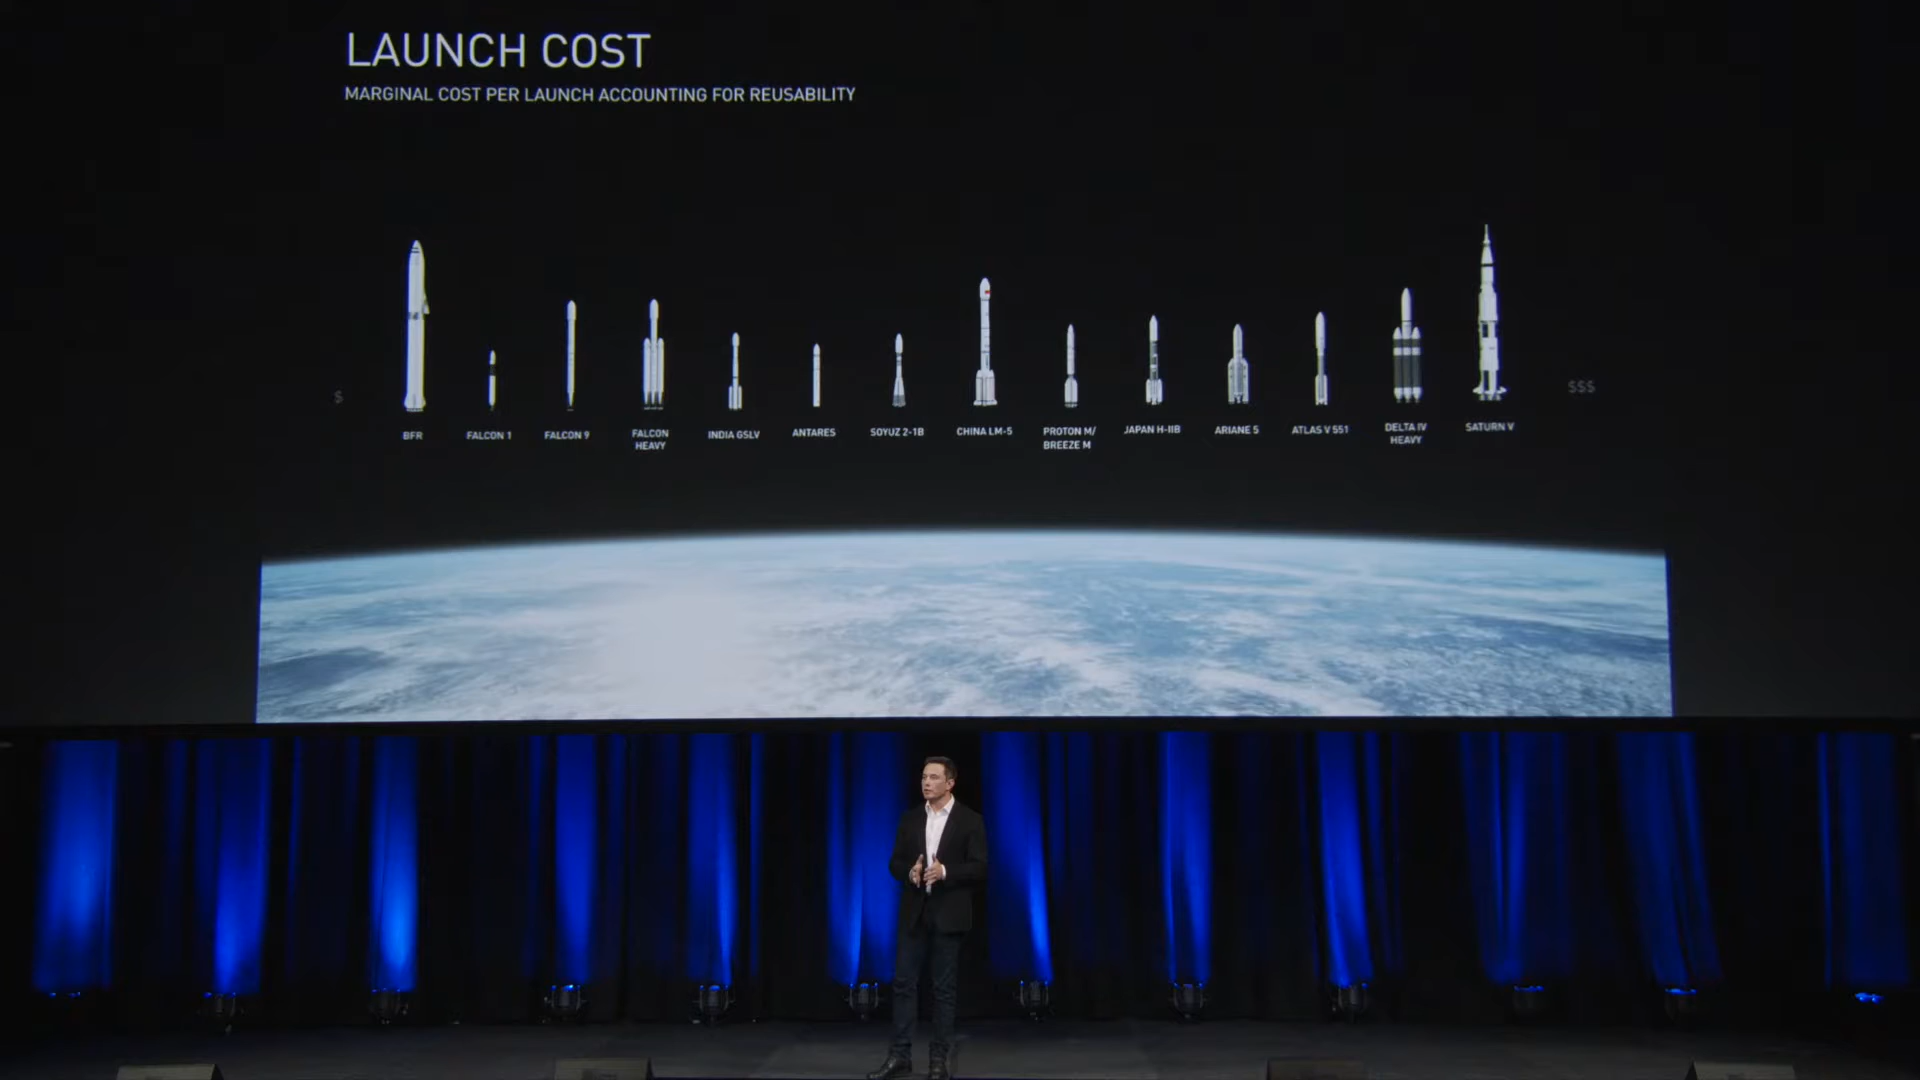 LAUNCH COST
MARGINAL COST PER LAUNCH ACCOUNTING FOR REUSABILITY
$
$$$
BFR
FALCON 1
FALCON 9
FALCON
HEAVY
INDIA GSLV
ANTARES
SOYUZ 2-1B
CHINA LM-5
PROTON M/
BREEZE M
JAPAN H-IIB
ARIANE 5
ATLAS V 551
DELTA IV
HEAVY
SATURN V